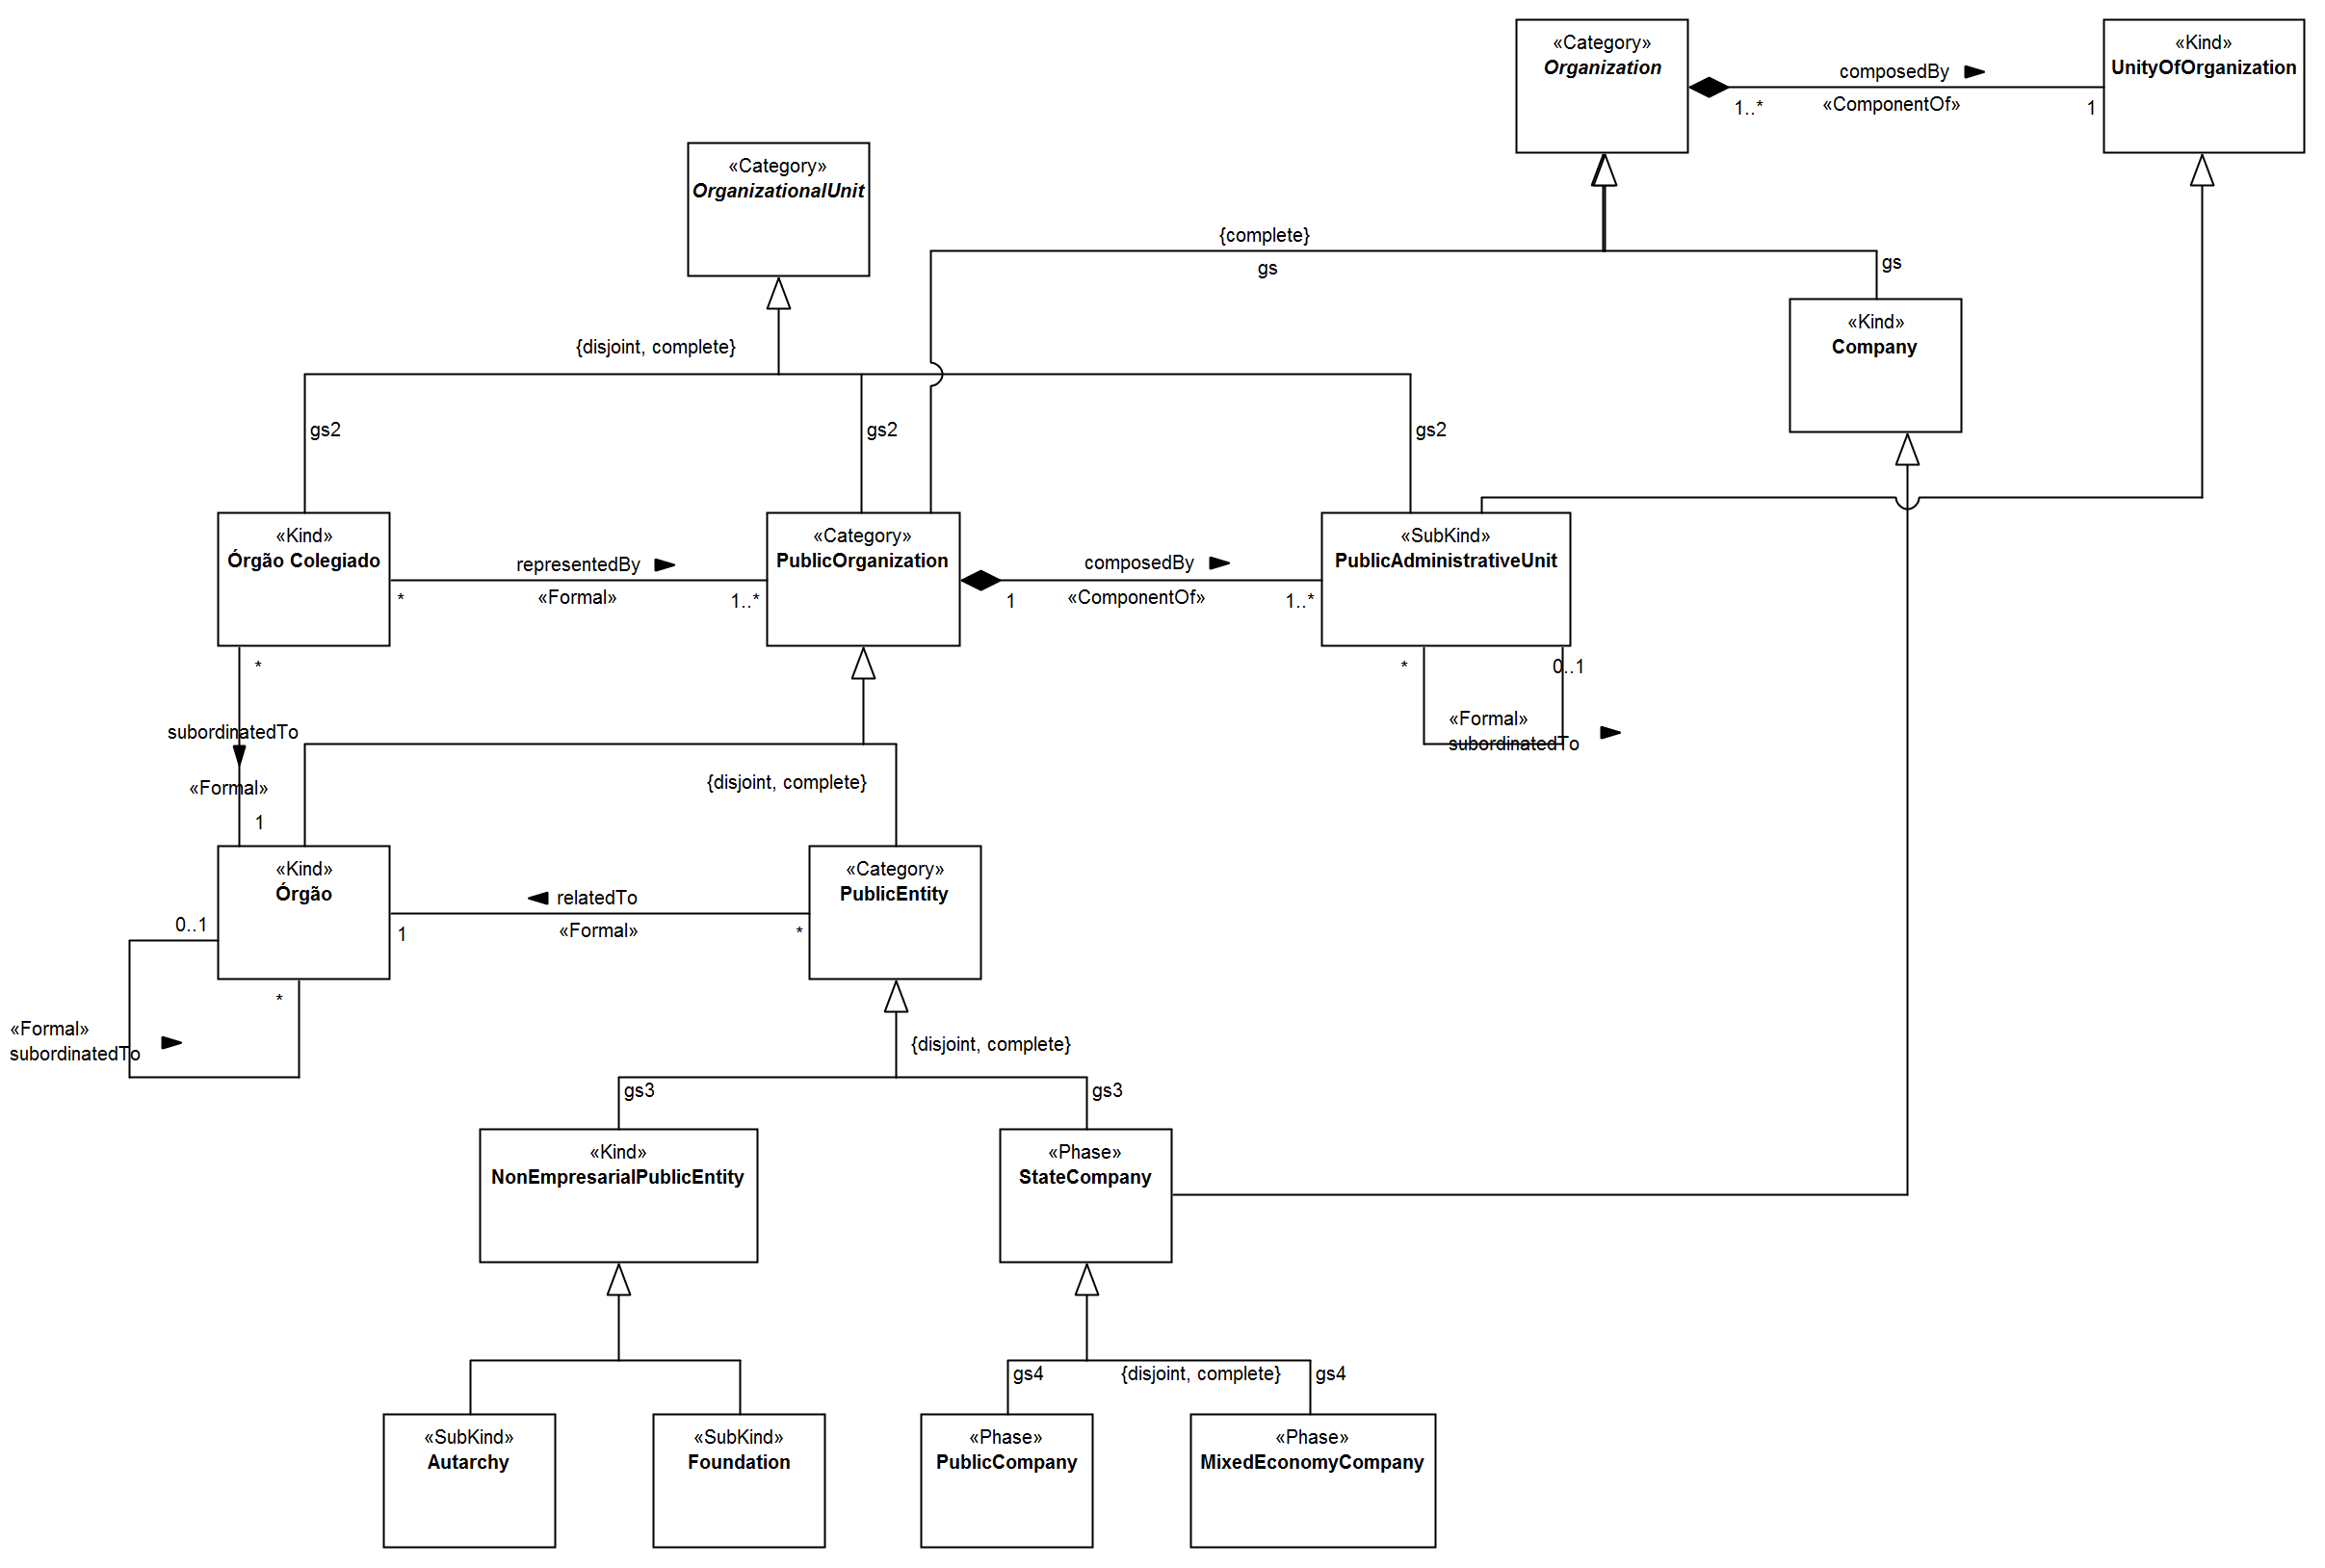 «Category»
Organization
composedBy
«ComponentOf»
1..*
1
«Kind»
UnityOfOrganization
«Category»
OrganizationalUnit
{complete}
gs
gs
«Kind»
Company
{disjoint, complete}
gs2
gs2
gs2
«Kind»
Órgão Colegiado
representedBy
«Formal»
*
1..*
«Category»
PublicOrganization
composedBy
«ComponentOf»
1
1..*
«SubKind»
PublicAdministrativeUnit
*
0..1
«Formal»
subordinatedTo
*
subordinatedTo
«Formal»
1
{disjoint, complete}
«Kind»
Órgão
relatedTo
«Formal»
1
*
«Category»
PublicEntity
0..1
*
«Formal»
subordinatedTo
{disjoint, complete}
gs3
gs3
«Kind»
NonEmpresarialPublicEntity
«Phase»
StateCompany
gs4
{disjoint, complete}
gs4
«SubKind»
Autarchy
«SubKind»
Foundation
«Phase»
PublicCompany
«Phase»
MixedEconomyCompany